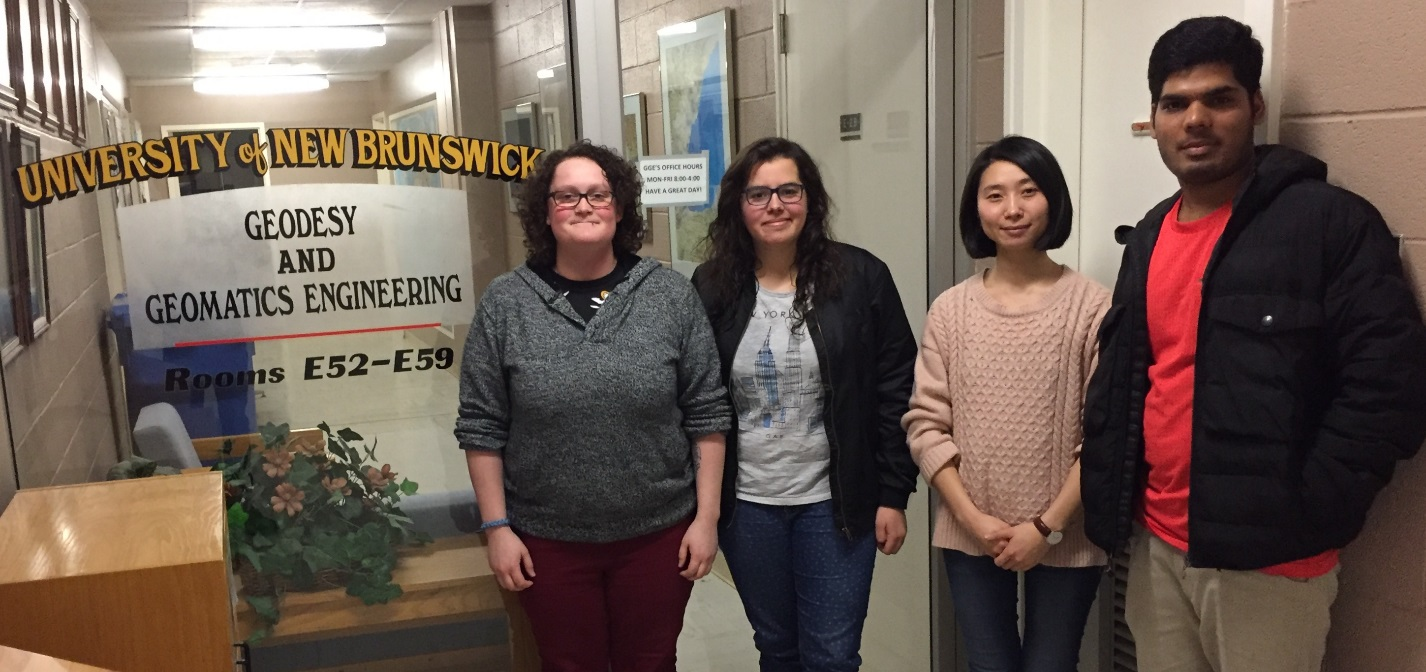 UNIVERSITY of NEW BRUNSWICK
GEODESY
AND
GEOMATICS ENGINEERING
Rooms E52-E59
GGE'S OFFICE HOURS
MON-FRI 8:00-4:00
HAVE A GREAT DAY!
YORK